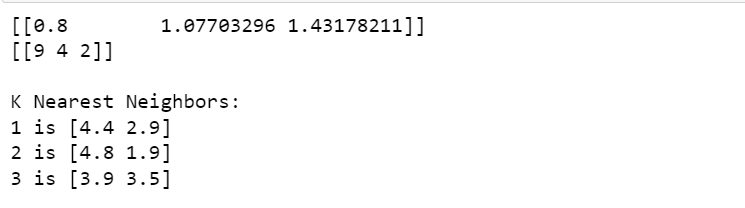 [[0.8        1.07703296 1.43178211]]
[[9 4 2]]

K Nearest Neighbors:
1 is [4.4 2.9]
2 is [4.8 1.9]
3 is [3.9 3.5]